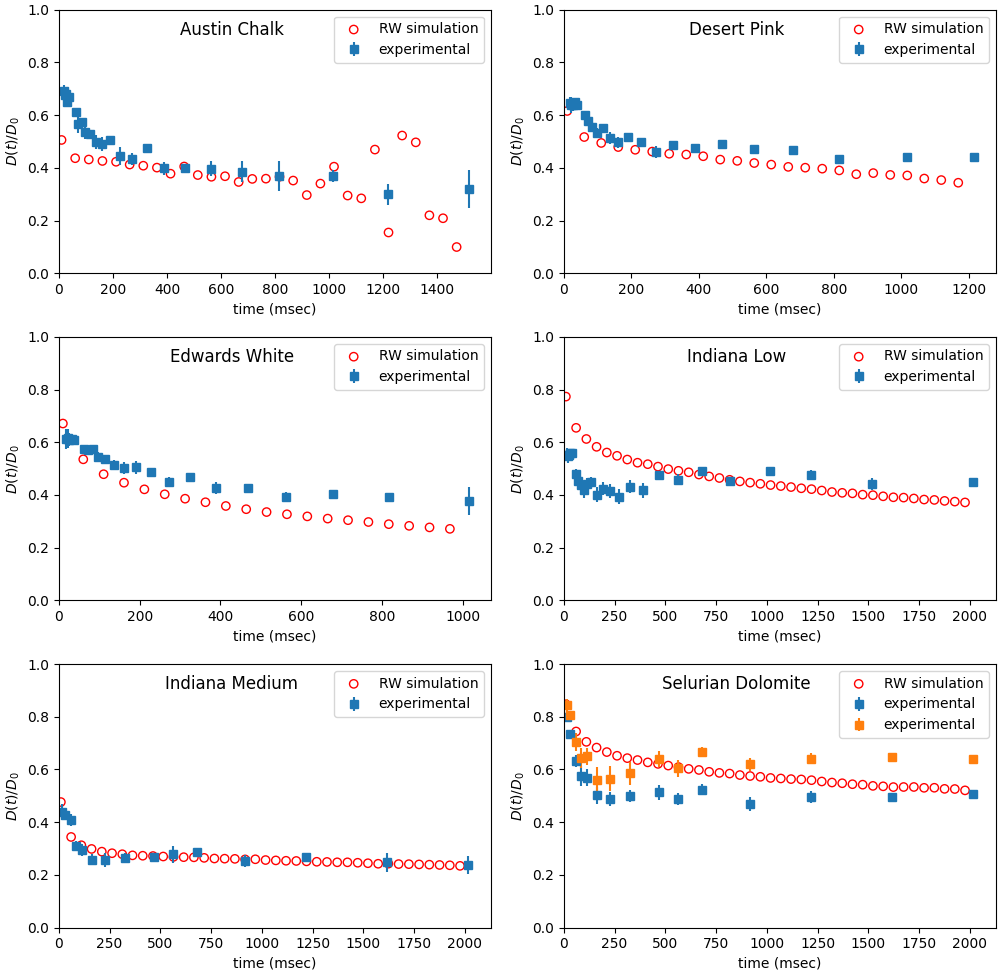 Austin Chalk
RW simulation
experimental
D(t)/D0
1.0
0.8
0.6
0.4
0.2
0.0
0 200 400 600 800 1000 1200 1400
time (msec)
Desert Pink
RW simulation
experimental
D(t)/D0
1.0
0.8
0.6
0.4
0.2
0.0
0 200 400 600 800 1000 1200
time (msec)
Edwards White
RW simulation
experimental
D(t)/D0
1.0
0.8
0.6
0.4
0.2
0.0
0 200 400 600 800 1000
time (msec)
Indiana Low
RW simulation
experimental
D(t)/D0
1.0
0.8
0.6
0.4
0.2
0.0
0 250 500 750 1000 1250 1500 1750 2000
time (msec)
Indiana Medium
RW simulation
experimental
D(t)/D0
1.0
0.8
0.6
0.4
0.2
0.0
0 250 500 750 1000 1250 1500 1750 2000
time (msec)
Selurian Dolomite
RW simulation
experimental
experimental
D(t)/D0
1.0
0.8
0.6
0.4
0.2
0.0
0 250 500 750 1000 1250 1500 1750 2000
time (msec)